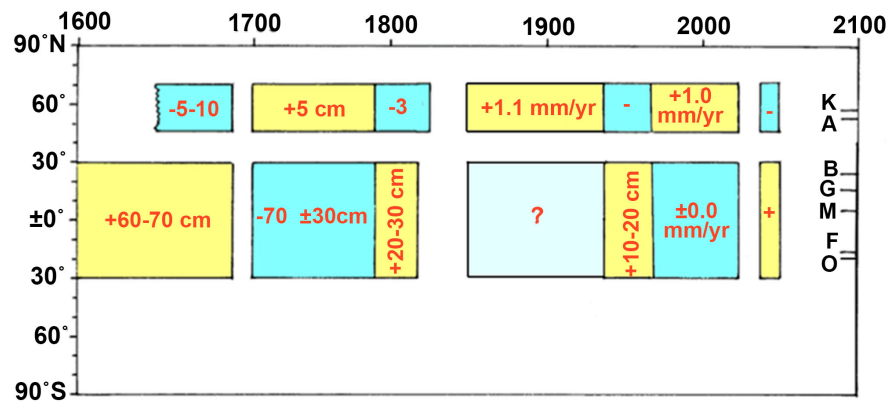 1600 1700 1800 1900 2000 2100
90°N
60°
30°
±0°
30°
60°
90°S
-5-10
+5 cm
-3
+1.1 mm/yr
-
+1.0
mm/yr
-
+60-70 cm
-70 ±30cm
+20-30 cm
?
+10-20 cm
±0.0
mm/yr
+
K
A
B
G
M
F
O